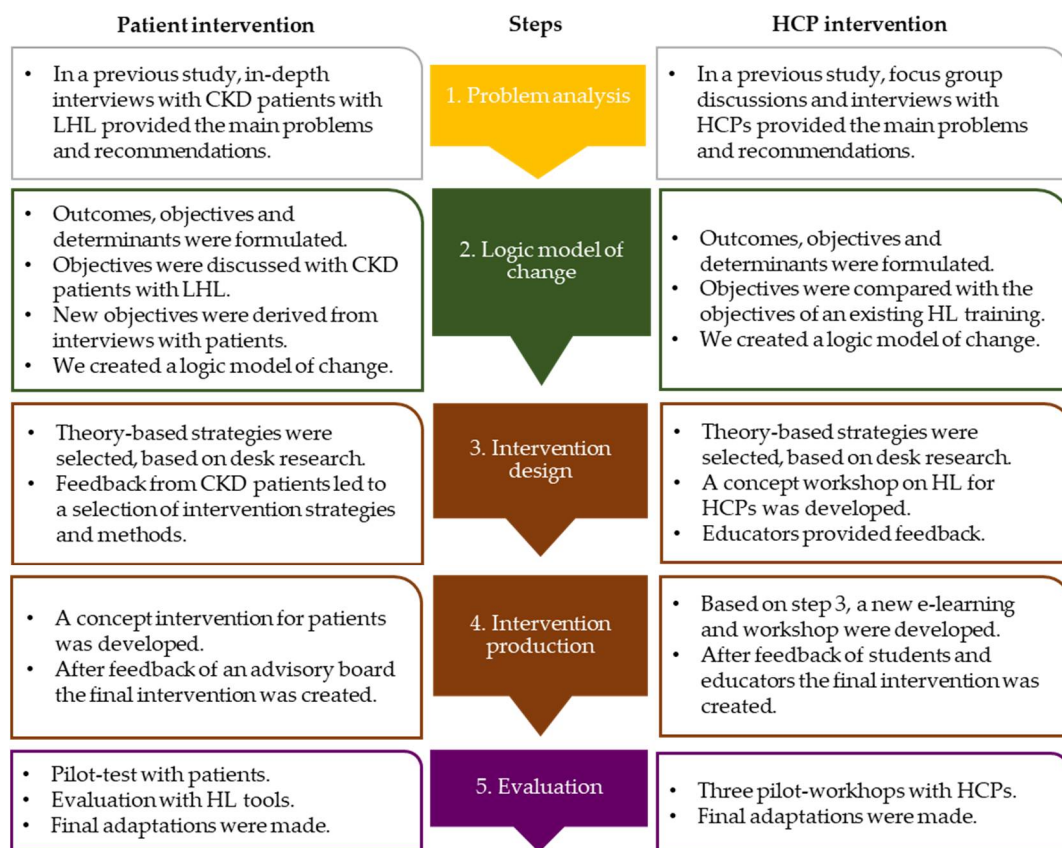 Patient intervention
Steps
HCP intervention
• In a previous study, in-depth
interviews with CKD patients with
LHL provided the main problems
and recommendations.
1. Problem analysis
• In a previous study, focus group
discussions and interviews with
HCPs provided the main problems
and recommendations.
• Outcomes, objectives and
determinants were formulated.
• Objectives were discussed with CKD
patients with LHL.
• New objectives were derived from
interviews with patients.
• We created a logic model of change.
2. Logic model of
change
• Outcomes, objectives and
determinants were formulated.
• Objectives were compared with the
objectives of an existing HL training.
• We created a logic model of change.
• Theory-based strategies were
selected, based on desk research.
• Feedback from CKD patients led to
a selection of intervention strategies
and methods.
3. Intervention
design
• Theory-based strategies were
selected, based on desk research.
• A concept workshop on HL for
HCPs was developed.
• Educators provided feedback.
• A concept intervention for patients
was developed.
• After feedback of an advisory board
the final intervention was created.
4. Intervention
production
• Based on step 3, a new e-learning
and workshop were developed.
• After feedback of students and
educators the final intervention was
created.
• Pilot-test with patients.
• Evaluation with HL tools.
• Final adaptations were made.
5. Evaluation
• Three pilot-workhops with HCPs.
• Final adaptations were made.